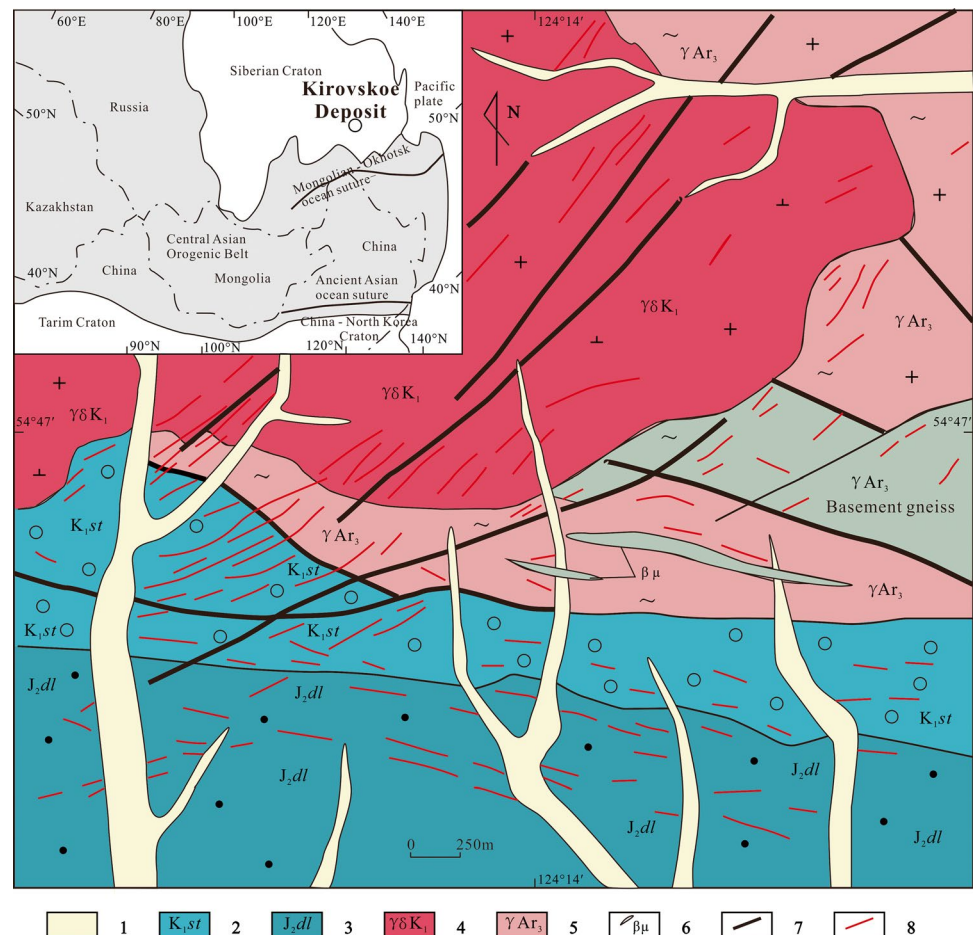 60°E 80°E 100°E 120°E 140°E 124°14′
Siberian Craton
Kirovskoe
Deposit
Pacific
plate
Russia
50°N
50°N
N
γAr₃
Mongolian - Okhotsk
ocean suture
Kazakhstan
Central Asian
Orogenic Belt
China
China
Mongolia
Ancient Asian
ocean suture
40°N
40°N
Tarim Craton
China - North Korea
Craton
90°N 100°N 120°N 140°N
γδK₁
γAr₃
γδK₁
γδK₁
54°47′
54°47′
K₁st
γAr₃
γAr₃
Basement gneiss
K₁st
βμ
γAr₃
K₁st
K₁st
J₂dl
K₁st
J₂dl
J₂dl
J₂dl
J₂dl
0 250m
124°14′
1 K₁st 2 J₂dl 3 γδK₁ 4 γAr₃ 5 βμ 6 7 8